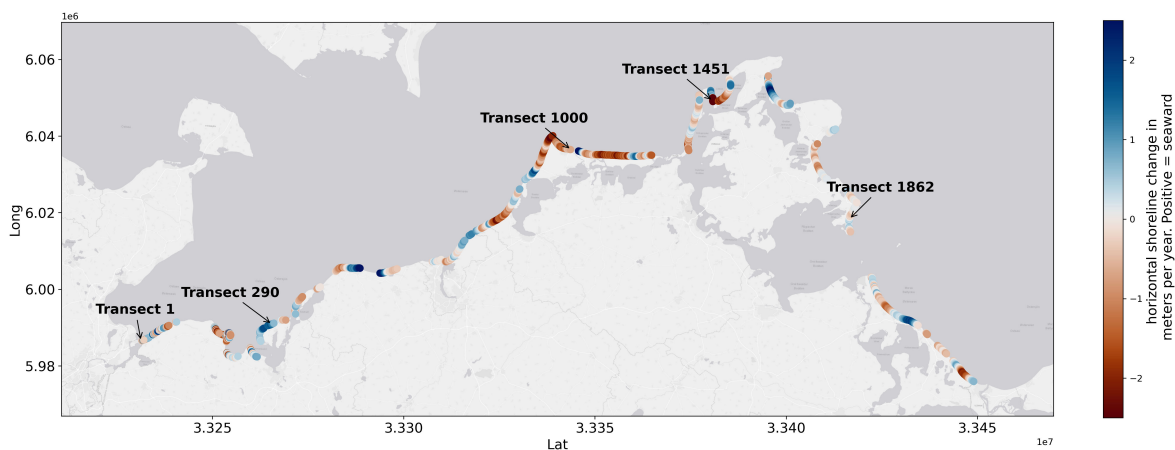 1e6
6.06
6.04
6.02
6.00
5.98
Long
Transect 1451
Transect 1000
Transect 1862
Transect 290
Transect 1
3.325
3.330
3.335
3.340
3.345
1e7
Lat
2
1
0
−1
−2
horizontal shoreline change in
meters per year. Positive = seaward